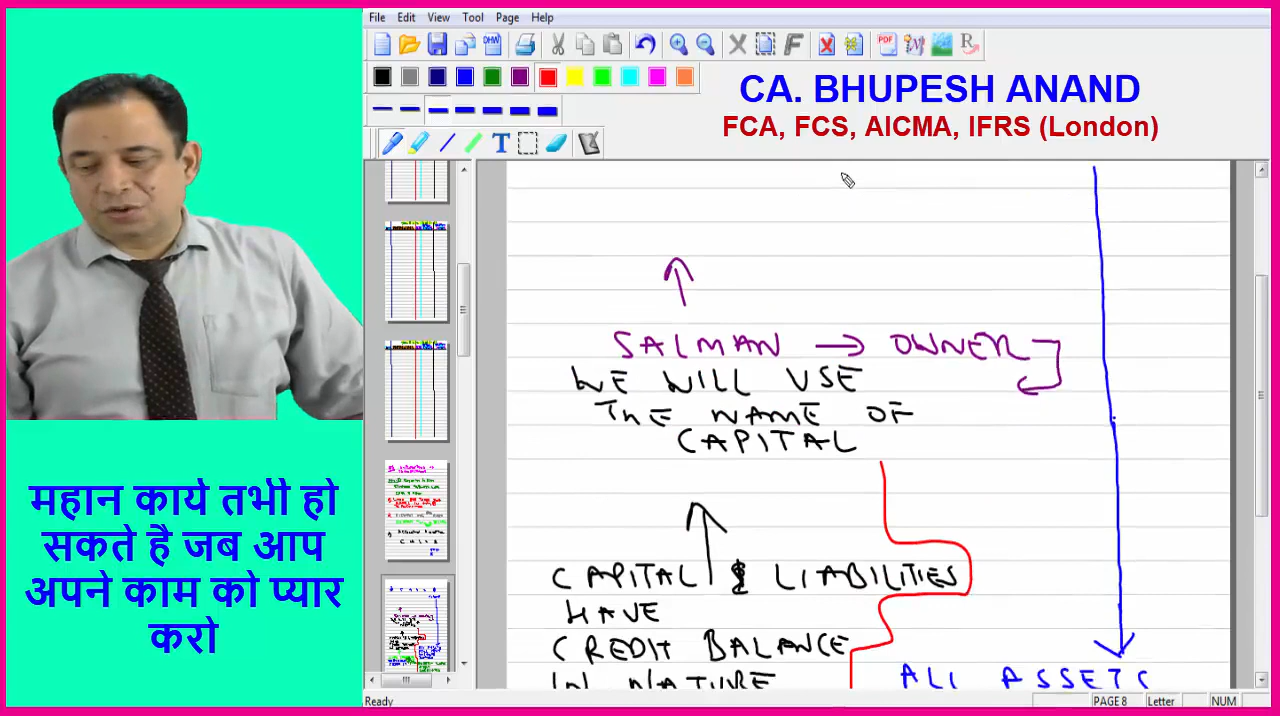 File Edit View Tool Page Help
CA. BHUPESH ANAND
FCA, FCS, AICMA, IFRS (London)
SALMAN → OWNER
WE WILL USE
THE NAME OF
CAPITAL
CAPITAL & LIABILITIES
HAVE
CREDIT BALANCE
IN NATURE
ALL ASSETS
महान कार्य तभी हो
सकते है जब आप
अपने काम को प्यार
करो
Ready PAGE 8 Letter NUM